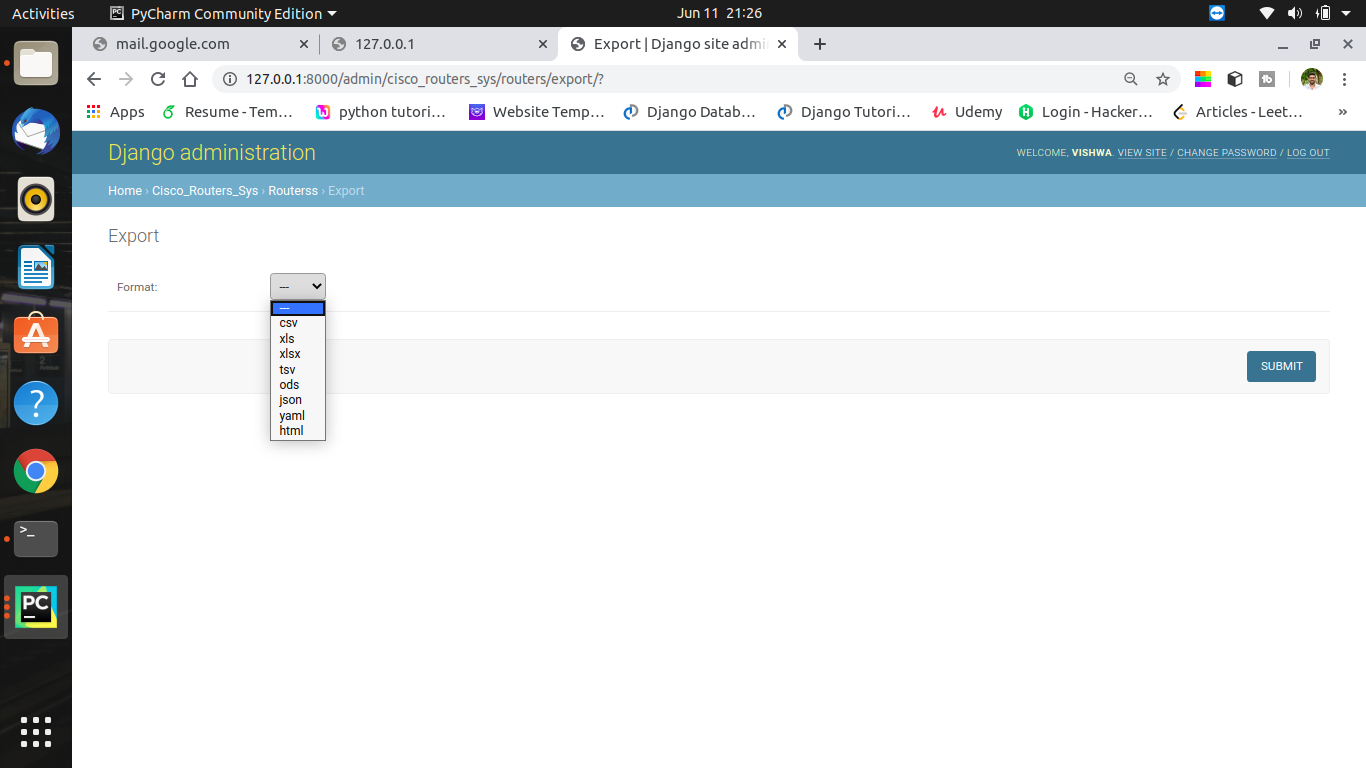 Activities
PyCharm Community Edition
Jun 11 21:26
mail.google.com
127.0.0.1
Export | Django site admi
127.0.0.1:8000/admin/cisco_routers_sys/routers/export/?
Apps
Resume - Tem…
python tutori…
Website Temp…
Django Datab…
Django Tutori…
Udemy
Login - Hacker…
Articles - Leet…
»
Django administration
WELCOME, VISHWA. VIEW SITE / CHANGE PASSWORD / LOG OUT
Home › Cisco_Routers_Sys › Routerss › Export
Export
Format:
---
---
csv
xls
xlsx
tsv
ods
json
yaml
html
SUBMIT
PC
>_
PC